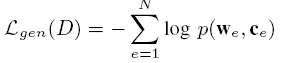 $\mathcal{L}_{gen}(D) = -\sum_{e=1}^{N} \log\, p(\mathbf{w}_e, \mathbf{c}_e)$